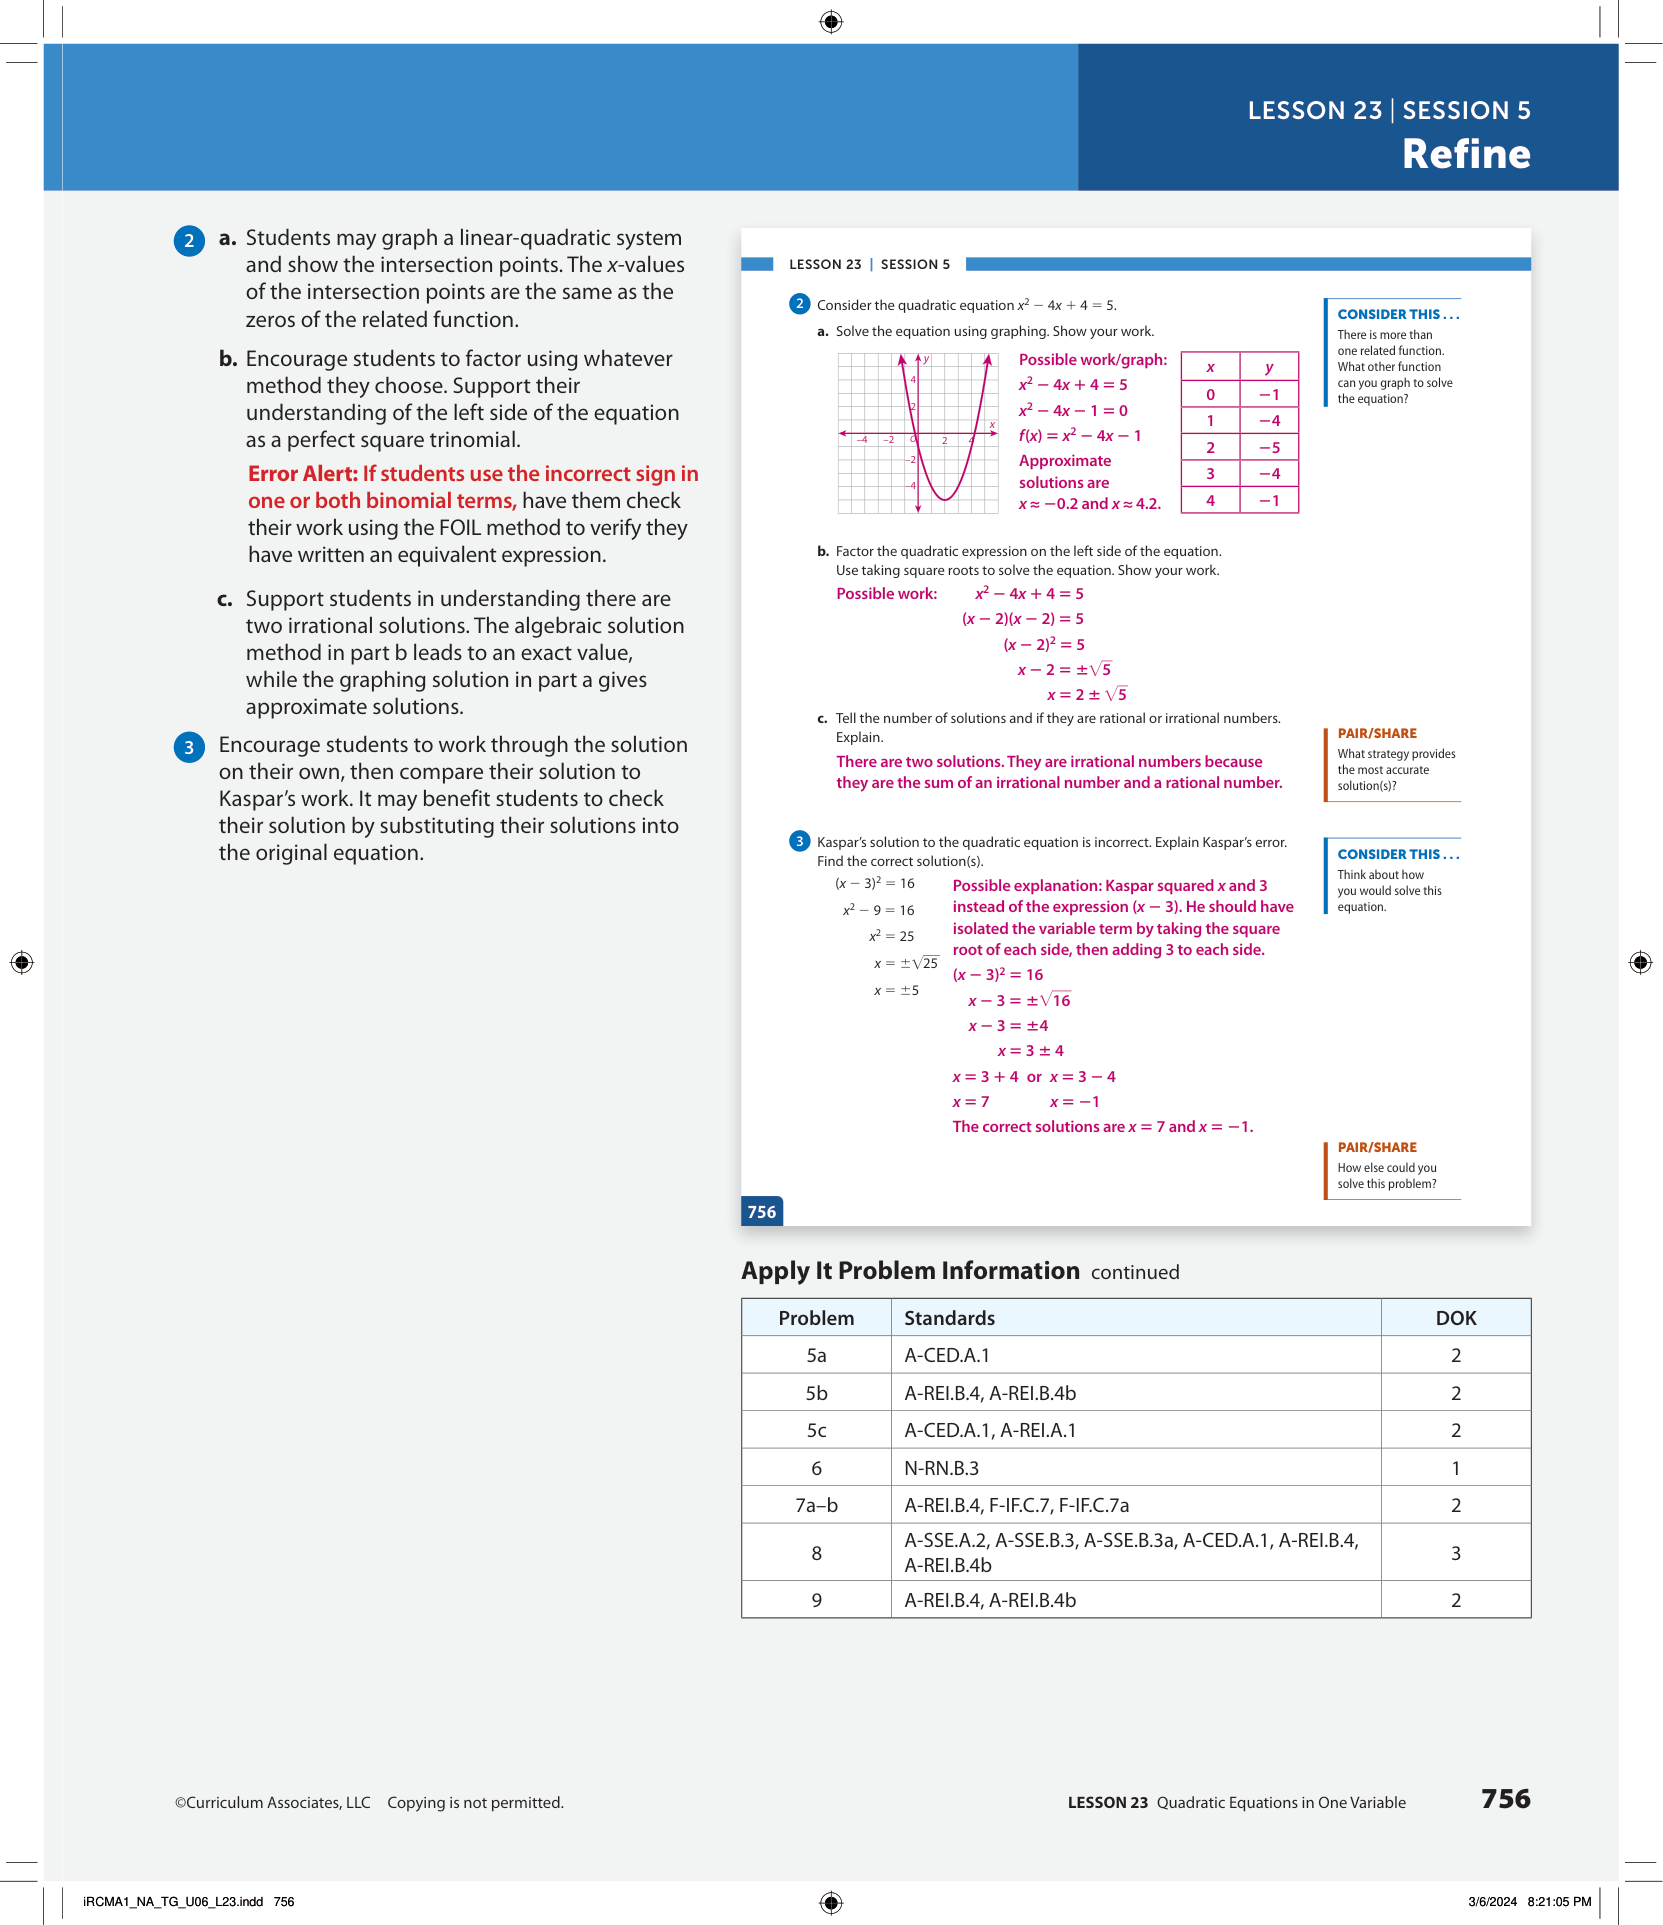 LESSON 23 | SESSION 5
Refine
2 a. Students may graph a linear-quadratic system
and show the intersection points. The x-values
of the intersection points are the same as the
zeros of the related function.
b. Encourage students to factor using whatever
method they choose. Support their
understanding of the left side of the equation
as a perfect square trinomial.
Error Alert: If students use the incorrect sign in
one or both binomial terms, have them check
their work using the FOIL method to verify they
have written an equivalent expression.
c. Support students in understanding there are
two irrational solutions. The algebraic solution
method in part b leads to an exact value,
while the graphing solution in part a gives
approximate solutions.
3 Encourage students to work through the solution
on their own, then compare their solution to
Kaspar’s work. It may benefit students to check
their solution by substituting their solutions into
the original equation.
LESSON 23 | SESSION 5
2 Consider the quadratic equation x² − 4x + 4 = 5.
a. Solve the equation using graphing. Show your work.
y
4
2
x
−4 −2 O 2 4
−2
−4
Possible work/graph:
x² − 4x + 4 = 5
x² − 4x − 1 = 0
f(x) = x² − 4x − 1
Approximate
solutions are
x ≈ −0.2 and x ≈ 4.2.
x y
0 −1
1 −4
2 −5
3 −4
4 −1
CONSIDER THIS . . .
There is more than
one related function.
What other function
can you graph to solve
the equation?
b. Factor the quadratic expression on the left side of the equation.
Use taking square roots to solve the equation. Show your work.
Possible work: x² − 4x + 4 = 5
(x − 2)(x − 2) = 5
(x − 2)² = 5
x − 2 = ±√5
x = 2 ± √5
c. Tell the number of solutions and if they are rational or irrational numbers.
Explain.
There are two solutions. They are irrational numbers because
they are the sum of an irrational number and a rational number.
PAIR/SHARE
What strategy provides
the most accurate
solution(s)?
3 Kaspar’s solution to the quadratic equation is incorrect. Explain Kaspar’s error.
Find the correct solution(s).
(x − 3)² = 16
x² − 9 = 16
x² = 25
x = ±√25
x = ±5
Possible explanation: Kaspar squared x and 3
instead of the expression (x − 3). He should have
isolated the variable term by taking the square
root of each side, then adding 3 to each side.
(x − 3)² = 16
x − 3 = ±√16
x − 3 = ±4
x = 3 ± 4
x = 3 + 4 or x = 3 − 4
x = 7 x = −1
The correct solutions are x = 7 and x = −1.
CONSIDER THIS . . .
Think about how
you would solve this
equation.
PAIR/SHARE
How else could you
solve this problem?
756
Apply It Problem Information continued
Problem Standards DOK
5a A-CED.A.1 2
5b A-REI.B.4, A-REI.B.4b 2
5c A-CED.A.1, A-REI.A.1 2
6 N-RN.B.3 1
7a–b A-REI.B.4, F-IF.C.7, F-IF.C.7a 2
8 A-SSE.A.2, A-SSE.B.3, A-SSE.B.3a, A-CED.A.1, A-REI.B.4,
A-REI.B.4b 3
9 A-REI.B.4, A-REI.B.4b 2
©Curriculum Associates, LLC Copying is not permitted.
LESSON 23 Quadratic Equations in One Variable 756
iRCMA1_NA_TG_U06_L23.indd 756
3/6/2024 8:21:05 PM